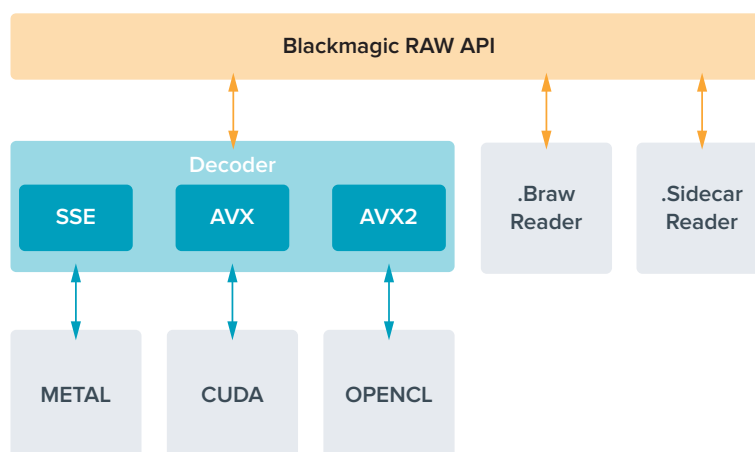 Blackmagic RAW API
Decoder
SSE
AVX
AVX2
.Braw
Reader
.Sidecar
Reader
METAL
CUDA
OPENCL